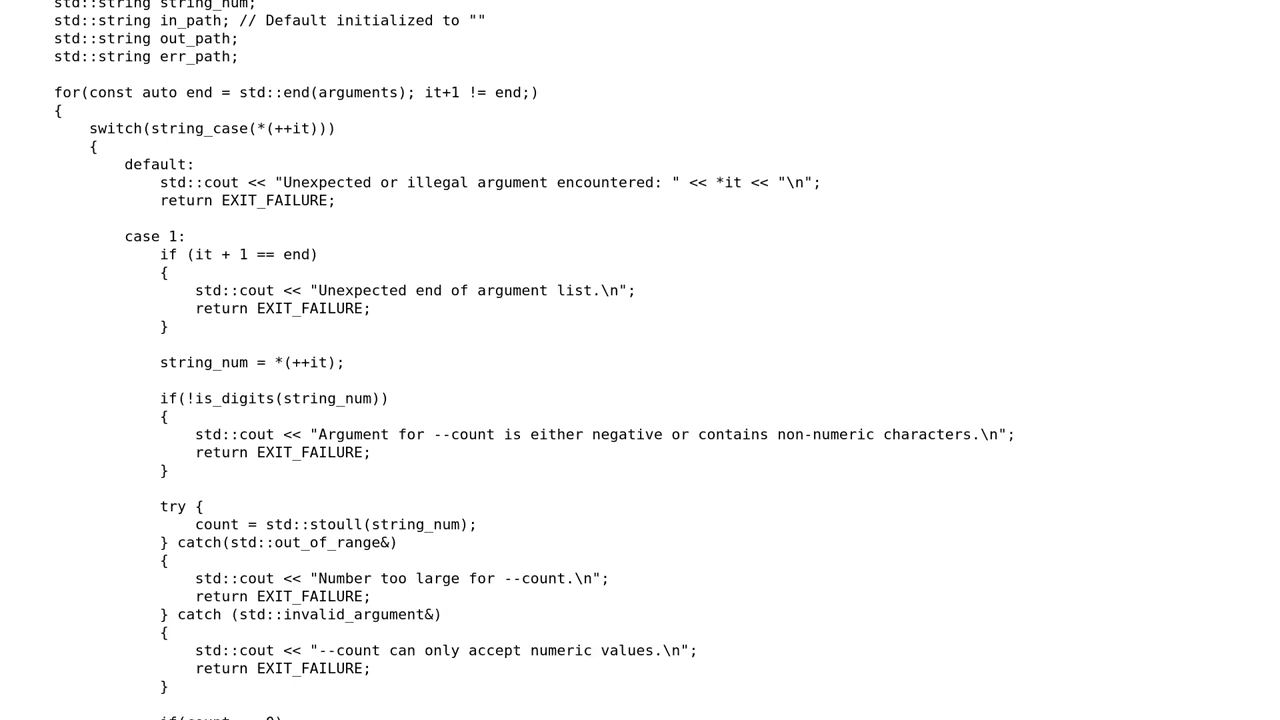 std::string string_num;
std::string in_path; // Default initialized to ""
std::string out_path;
std::string err_path;
for(const auto end = std::end(arguments); it+1 != end;)
{
switch(string_case(*(++it)))
{
default:
std::cout << "Unexpected or illegal argument encountered: " << *it << "\n";
return EXIT_FAILURE;
case 1:
if (it + 1 == end)
{
std::cout << "Unexpected end of argument list.\n";
return EXIT_FAILURE;
}
string_num = *(++it);
if(!is_digits(string_num))
{
std::cout << "Argument for --count is either negative or contains non-numeric characters.\n";
return EXIT_FAILURE;
}
try {
count = std::stoull(string_num);
} catch(std::out_of_range&)
{
std::cout << "Number too large for --count.\n";
return EXIT_FAILURE;
} catch (std::invalid_argument&)
{
std::cout << "--count can only accept numeric values.\n";
return EXIT_FAILURE;
}